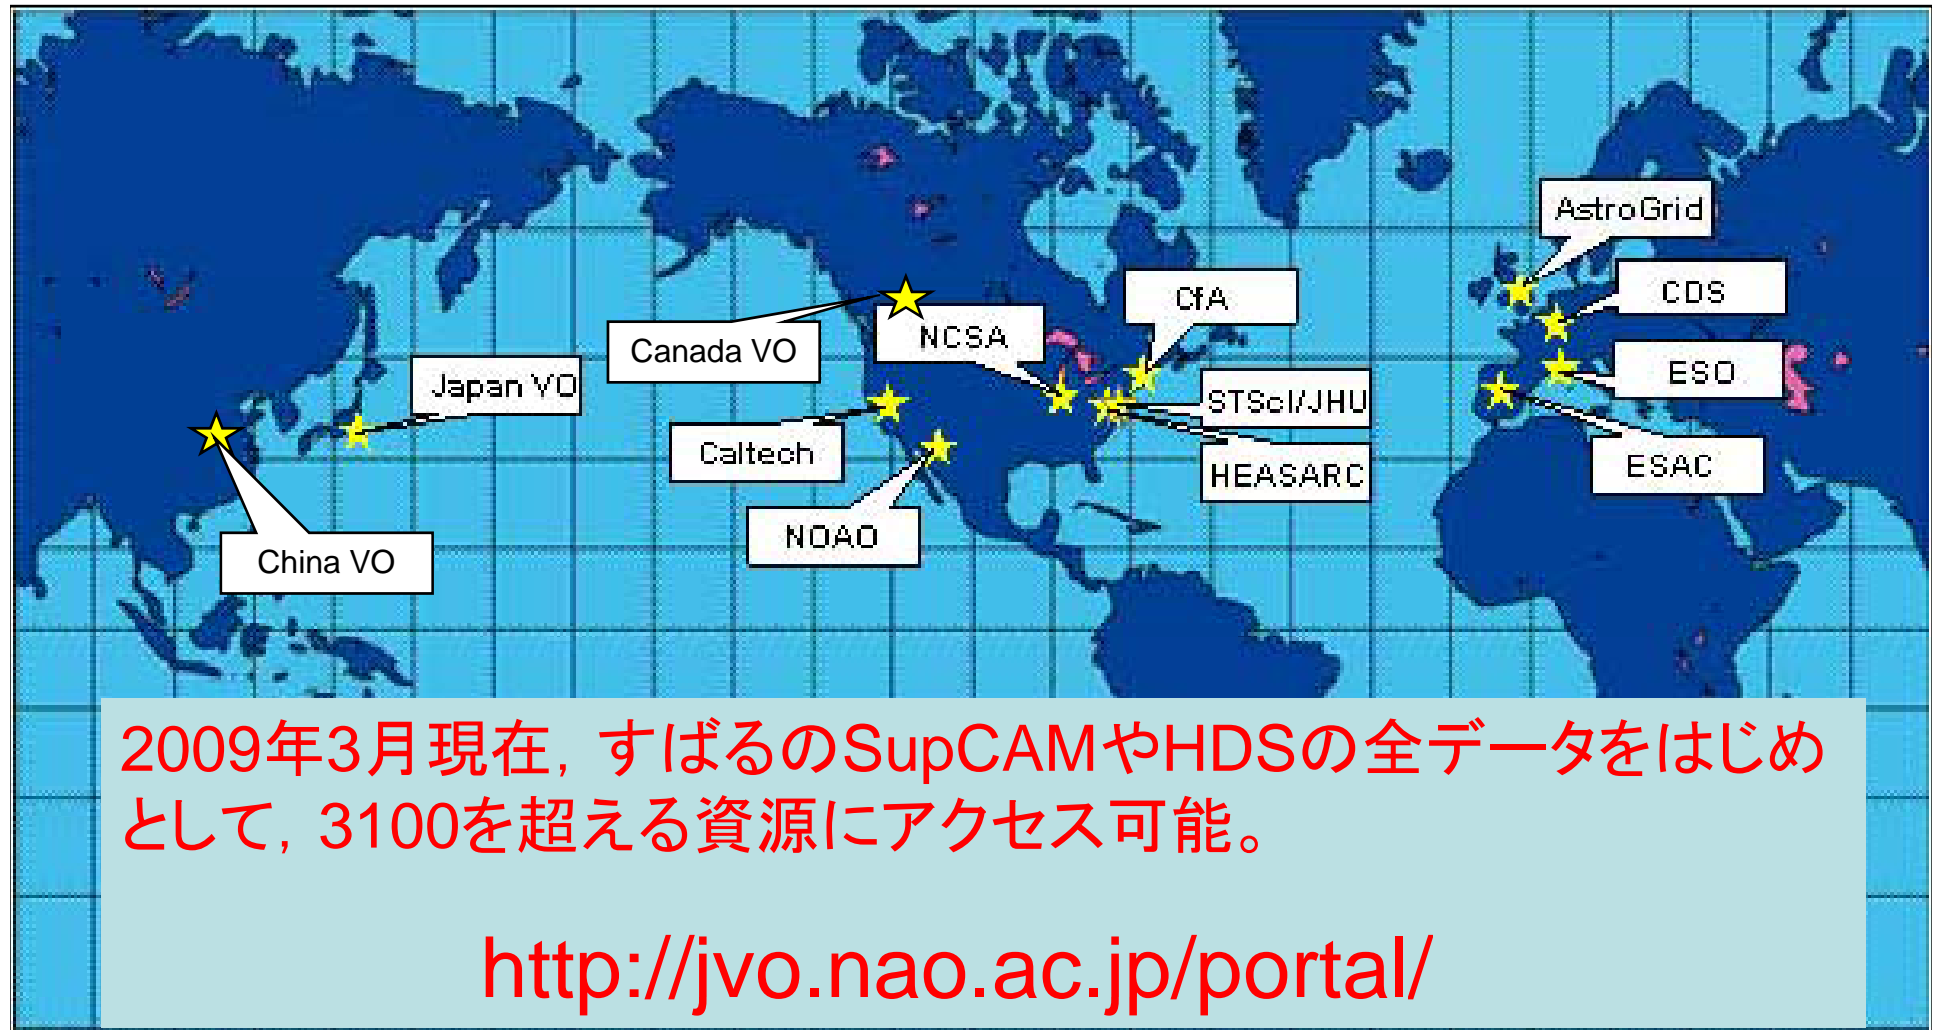 AstroGrid
CDS
CfA
Canada VO
NCSA
Japan VO
ESO
STScI/JHU
Caltech
ESAC
HEASARC
NOAO
China VO
2009年3月現在, すばるのSupCAMやHDSの全データをはじめ
として, 3100を超える資源にアクセス可能。
http://jvo.nao.ac.jp/portal/